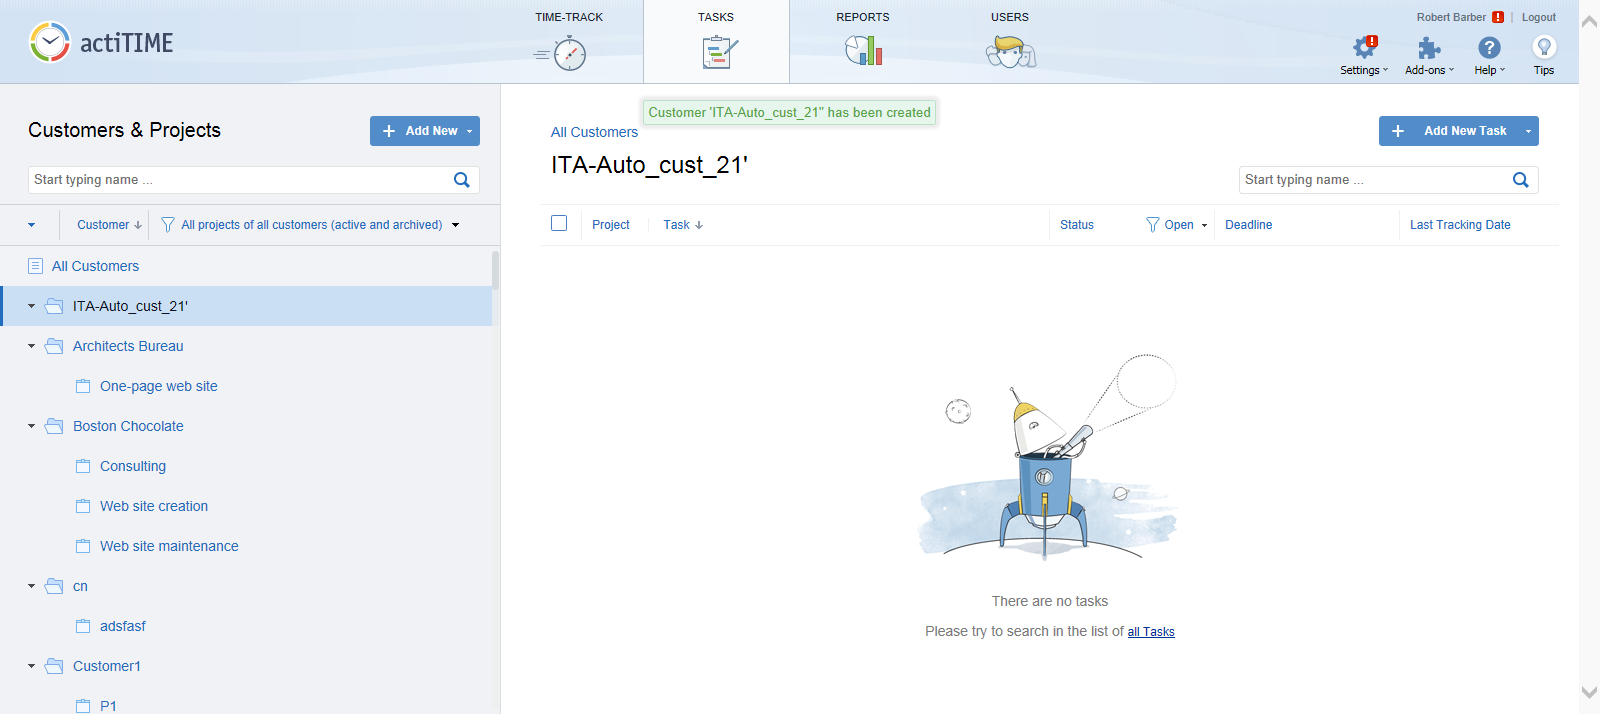 actiTIME
TIME-TRACK
TASKS
REPORTS
USERS
Robert Barber ! | Logout
Settings
Add-ons
Help
Tips
Customers & Projects
+ Add New
Start typing name ...
Customer ↓
All projects of all customers (active and archived)
All Customers
ITA-Auto_cust_21'
Architects Bureau
One-page web site
Boston Chocolate
Consulting
Web site creation
Web site maintenance
cn
adsfasf
Customer1
P1
Customer 'ITA-Auto_cust_21'' has been created
All Customers
ITA-Auto_cust_21'
+ Add New Task
Start typing name ...
Project
Task ↓
Status
Open
Deadline
Last Tracking Date
There are no tasks
Please try to search in the list of all Tasks